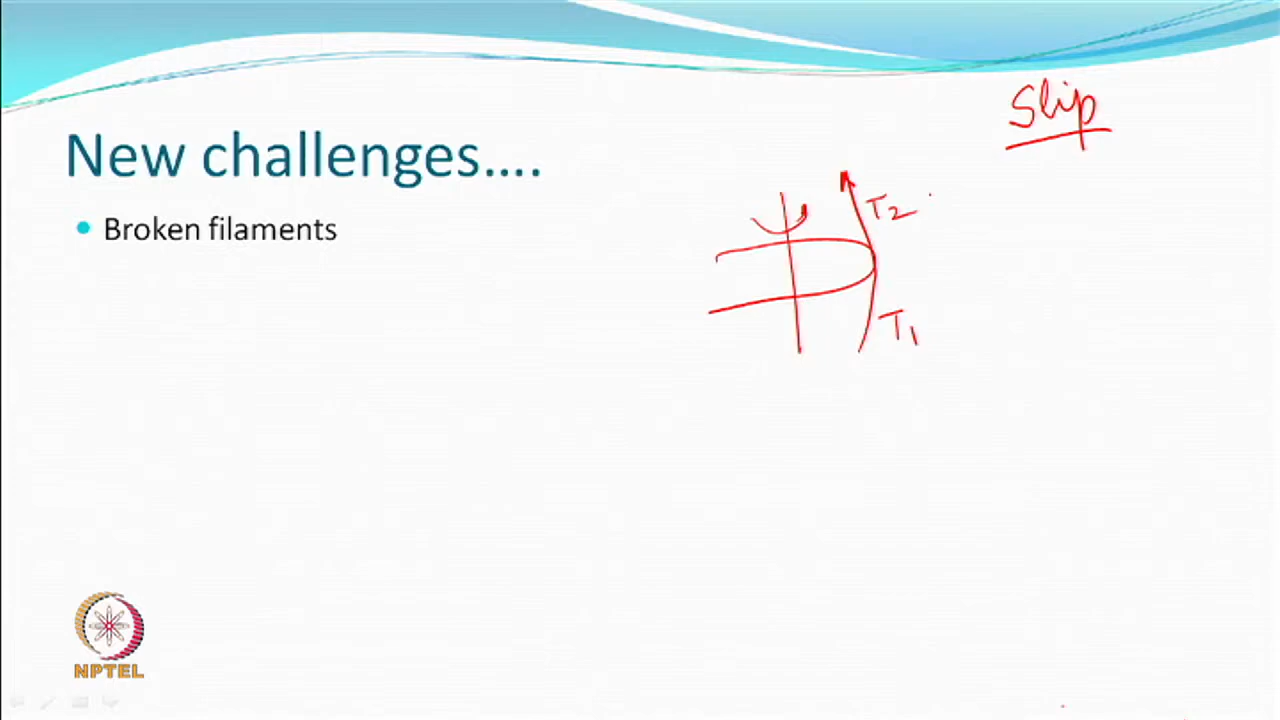 Slip
New challenges....
Broken filaments
T2
T1
NPTEL